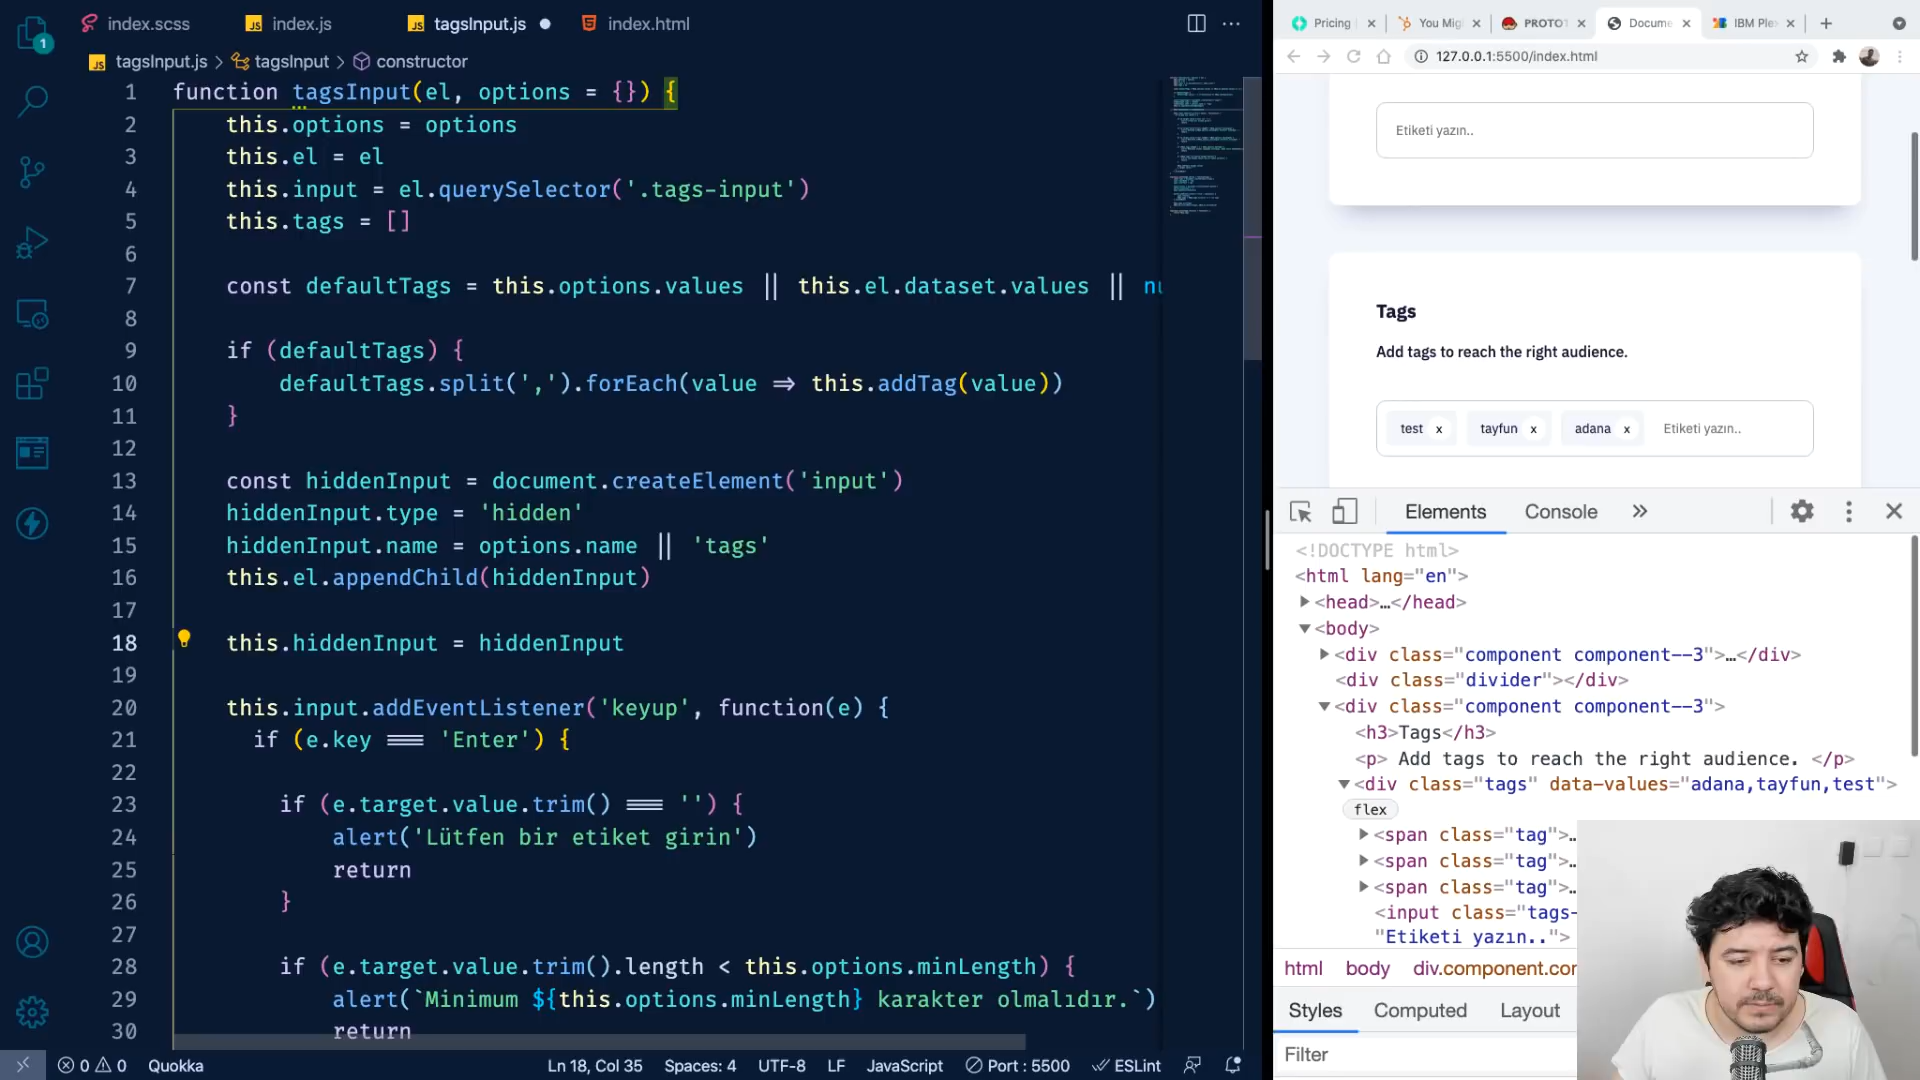 index.scss
JS index.js
JS tagsInput.js
index.html
JS tagsInput.js > tagsInput > constructor
1 function tagsInput(el, options = {}) {
2 this.options = options
3 this.el = el
4 this.input = el.querySelector('.tags-input')
5 this.tags = []
6
7 const defaultTags = this.options.values || this.el.dataset.values || nu
8
9 if (defaultTags) {
10 defaultTags.split(',').forEach(value => this.addTag(value))
11 }
12
13 const hiddenInput = document.createElement('input')
14 hiddenInput.type = 'hidden'
15 hiddenInput.name = options.name || 'tags'
16 this.el.appendChild(hiddenInput)
17
18 this.hiddenInput = hiddenInput
19
20 this.input.addEventListener('keyup', function(e) {
21 if (e.key === 'Enter') {
22
23 if (e.target.value.trim() === '') {
24 alert('Lütfen bir etiket girin')
25 return
26 }
27
28 if (e.target.value.trim().length < this.options.minLength) {
29 alert(`Minimum ${this.options.minLength} karakter olmalıdır.`)
30 return
1
0 0 Quokka
Ln 18, Col 35 Spaces: 4 UTF-8 LF JavaScript Port : 5500 ESLint
Pricing
You Mig
PROTOT
Docume
IBM Plex
127.0.0.1:5500/index.html
Etiketi yazın..
Tags
Add tags to reach the right audience.
test x tayfun x adana x Etiketi yazın..
Elements Console »
<!DOCTYPE html>
<html lang="en">
<head>…</head>
<body>
<div class="component component--3">…</div>
<div class="divider"></div>
<div class="component component--3">
<h3>Tags</h3>
<p> Add tags to reach the right audience. </p>
<div class="tags" data-values="adana,tayfun,test">
flex
<span class="tag">…
<span class="tag">…
<span class="tag">…
<input class="tags-
"Etiketi yazın..">
html body div.component.con
Styles Computed Layout
Filter